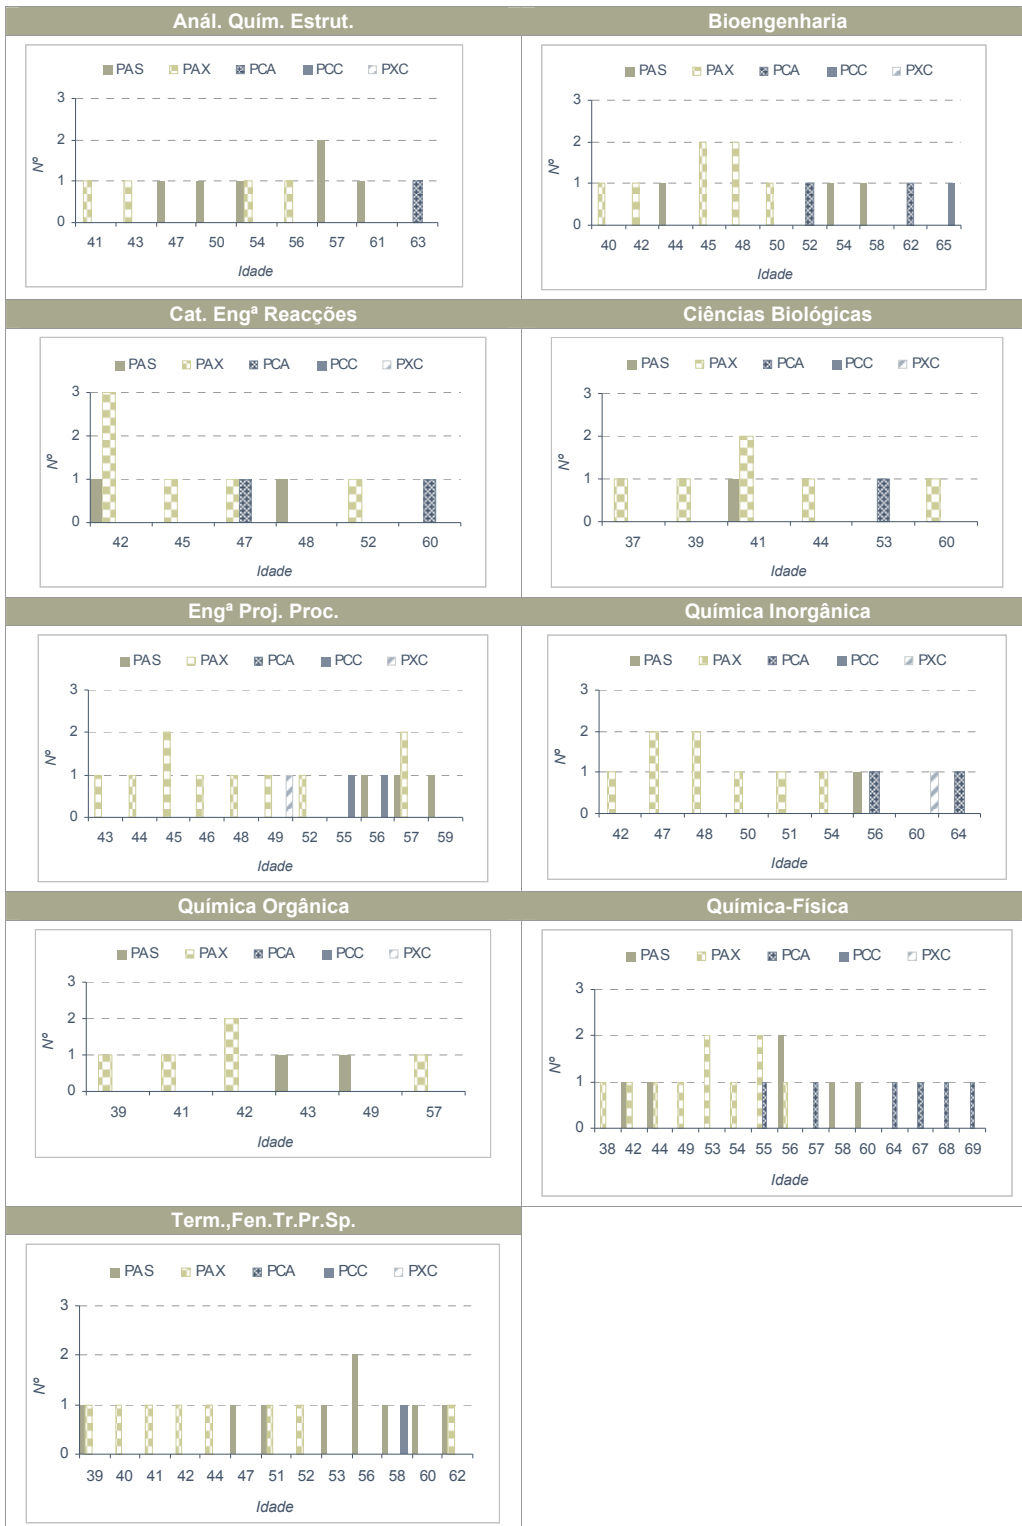 Anál. Quím. Estrut.
PAS PAX PCA PCC PXC
3
2
1
0
Nº
41 43 47 50 54 56 57 61 63
Idade
Bioengenharia
PAS PAX PCA PCC PXC
3
2
1
0
Nº
40 42 44 45 48 50 52 54 58 62 65
Idade
Cat. Engª Reacções
PAS PAX PCA PCC PXC
3
2
1
0
Nº
42 45 47 48 52 60
Idade
Ciências Biológicas
PAS PAX PCA PCC PXC
3
2
1
0
Nº
37 39 41 44 53 60
Idade
Engª Proj. Proc.
PAS PAX PCA PCC PXC
3
2
1
0
Nº
43 44 45 46 48 49 52 55 56 57 59
Idade
Química Inorgânica
PAS PAX PCA PCC PXC
3
2
1
0
Nº
42 47 48 50 51 54 56 60 64
Idade
Química Orgânica
PAS PAX PCA PCC PXC
3
2
1
0
Nº
39 41 42 43 49 57
Idade
Química-Física
PAS PAX PCA PCC PXC
3
2
1
0
Nº
38 42 44 49 53 54 55 56 57 58 60 64 67 68 69
Idade
Term.,Fen.Tr.Pr.Sp.
PAS PAX PCA PCC PXC
3
2
1
0
Nº
39 40 41 42 44 47 51 52 53 56 58 60 62
Idade